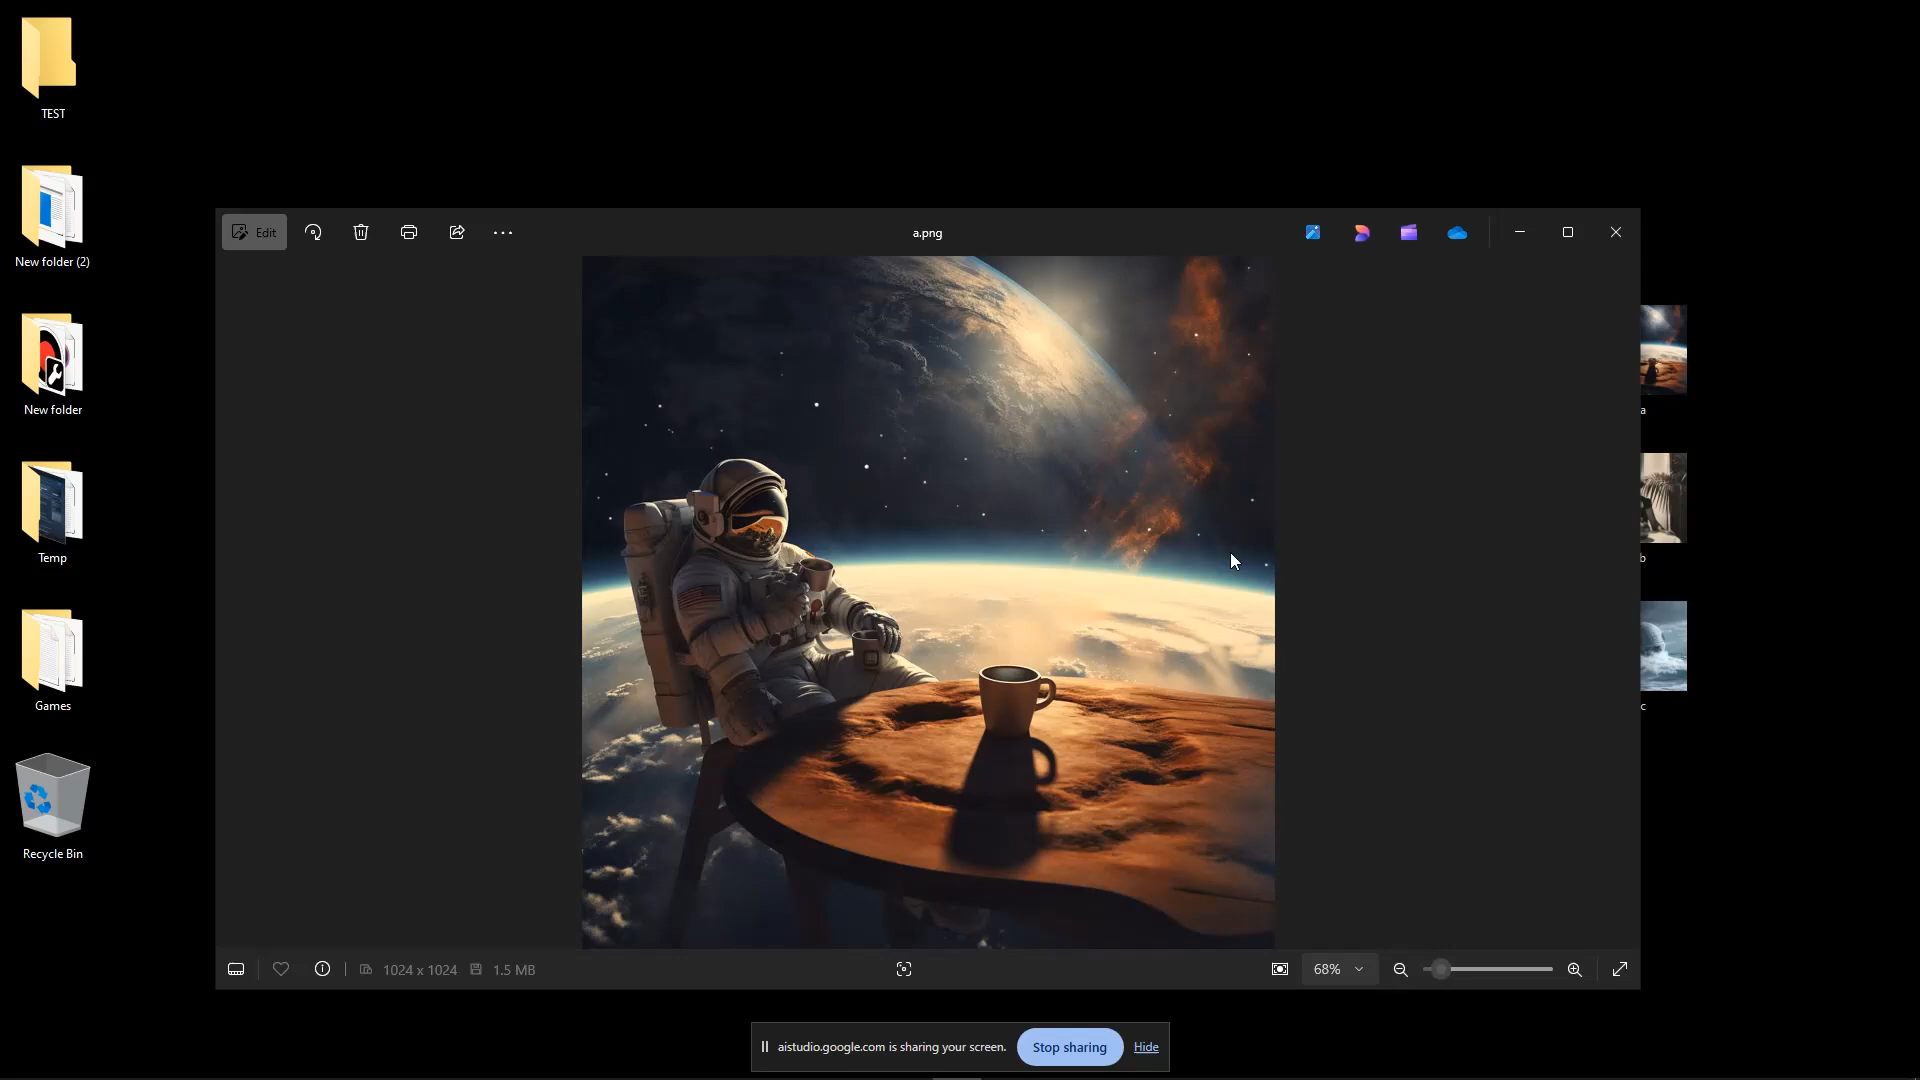 TEST
New folder (2)
New folder
Temp
Games
Recycle Bin
Edit
a.png
a
b
c
1024 x 1024
1.5 MB
68%
aistudio.google.com is sharing your screen.
Stop sharing
Hide